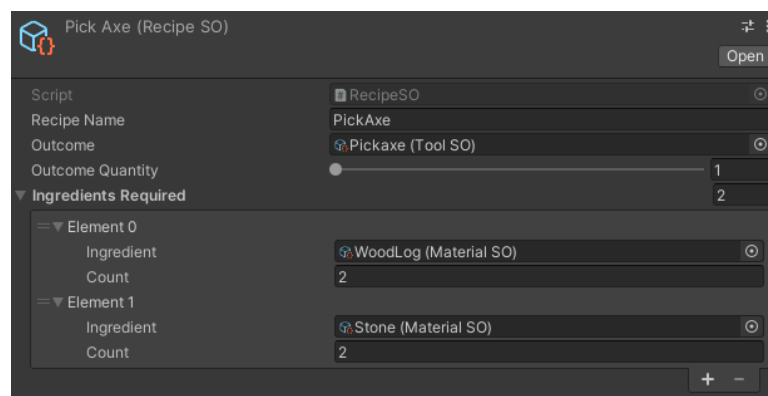 Pick Axe (Recipe SO)
Open
Script RecipeSO
Recipe Name PickAxe
Outcome Pickaxe (Tool SO)
Outcome Quantity 1
Ingredients Required 2
Element 0
Ingredient WoodLog (Material SO)
Count 2
Element 1
Ingredient Stone (Material SO)
Count 2